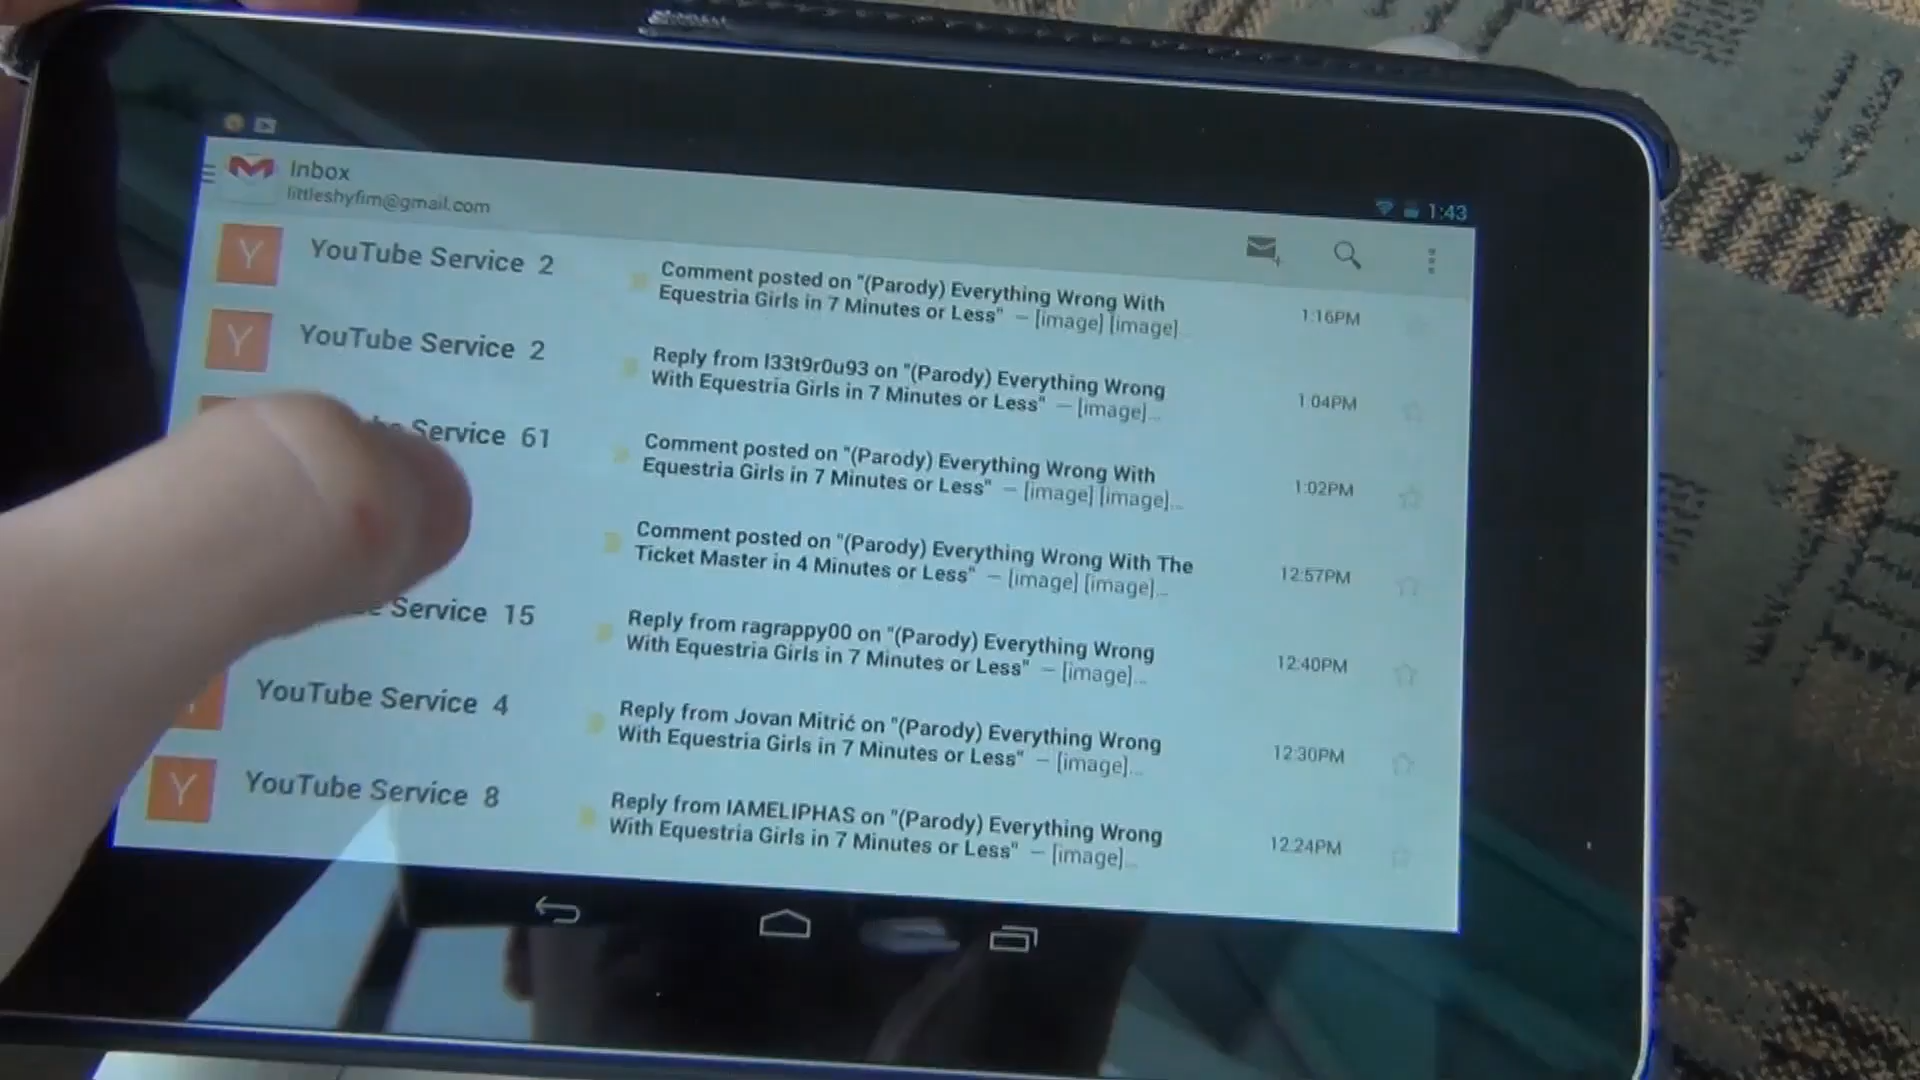 1:43
Inbox
littleshyfim@gmail.com
Y
YouTube Service 2
Comment posted on "(Parody) Everything Wrong With
Equestria Girls in 7 Minutes or Less" – [image] [image]...
1:16PM
Y
YouTube Service 2
Reply from l33t9r0u93 on "(Parody) Everything Wrong
With Equestria Girls in 7 Minutes or Less" – [image]...
1:04PM
Service 61
Comment posted on "(Parody) Everything Wrong With
Equestria Girls in 7 Minutes or Less" – [image] [image]...
1:02PM
Comment posted on "(Parody) Everything Wrong With The
Ticket Master in 4 Minutes or Less" – [image] [image]...
12:57PM
Service 15
Reply from ragrappy00 on "(Parody) Everything Wrong
With Equestria Girls in 7 Minutes or Less" – [image]...
12:40PM
YouTube Service 4
Reply from Jovan Mitrić on "(Parody) Everything Wrong
With Equestria Girls in 7 Minutes or Less" – [image]...
12:30PM
Y
YouTube Service 8
Reply from IAMELIPHAS on "(Parody) Everything Wrong
With Equestria Girls in 7 Minutes or Less" – [image]...
12:24PM